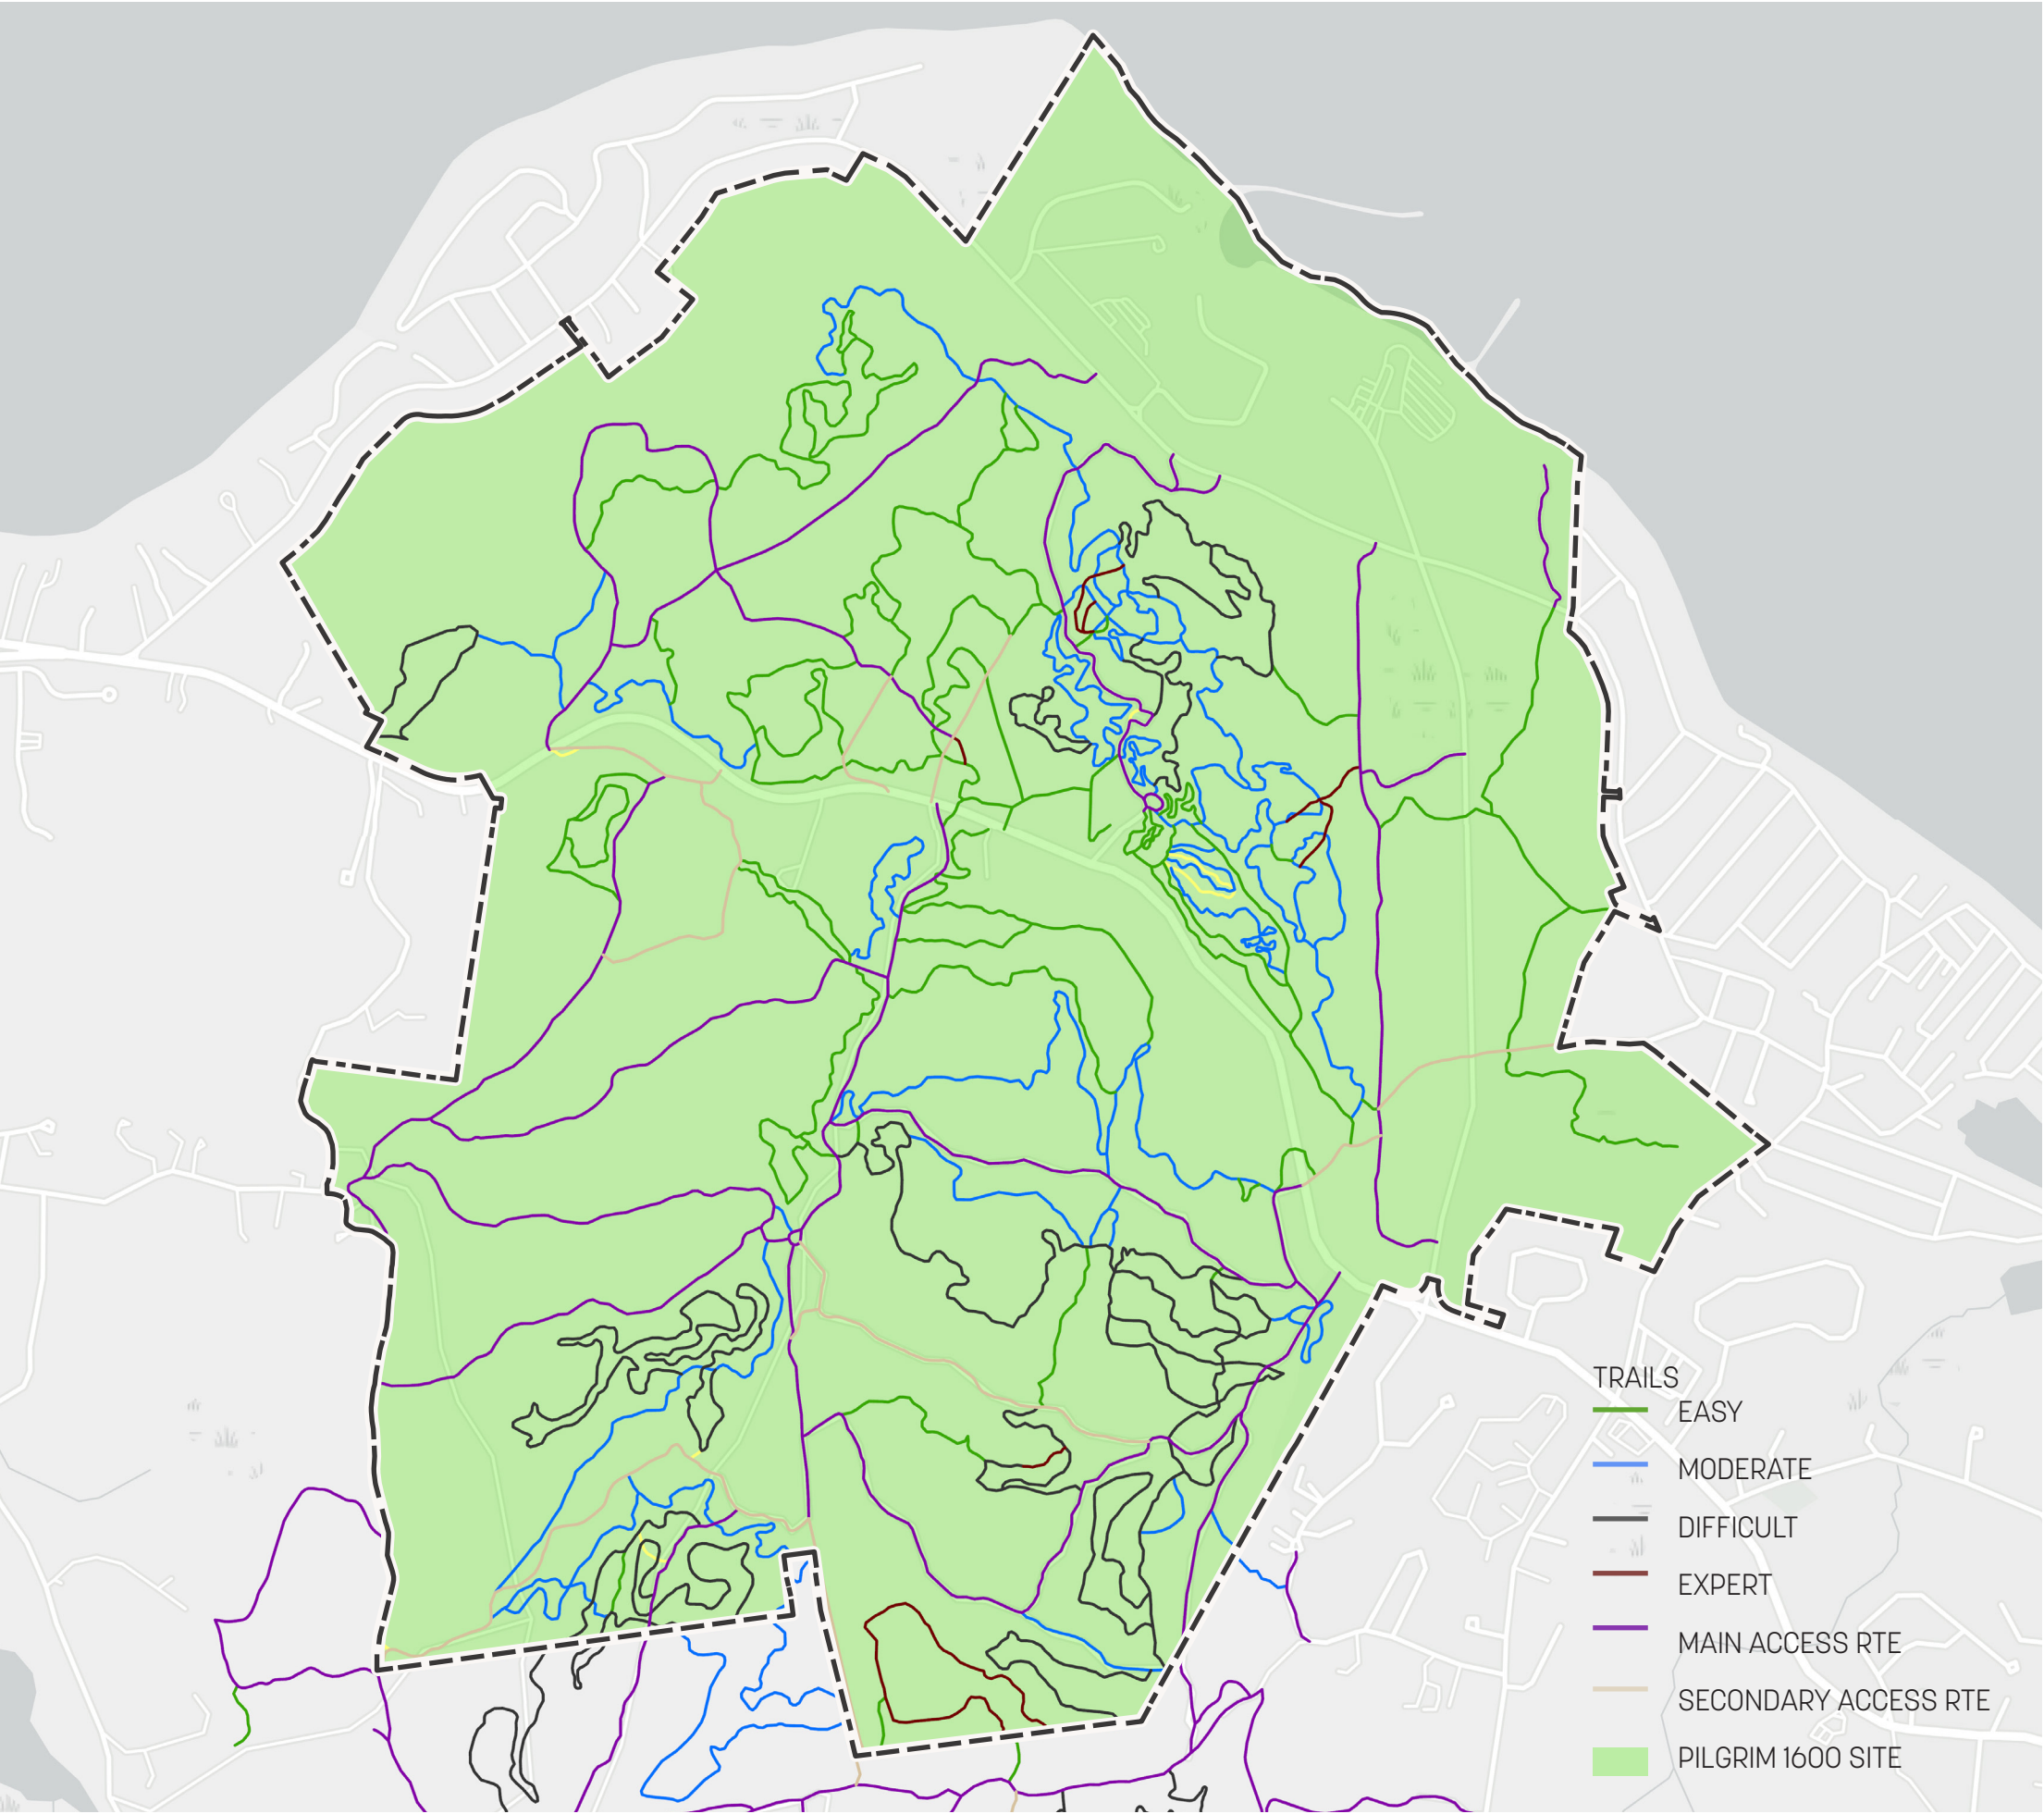 TRAILS
EASY
MODERATE
DIFFICULT
EXPERT
MAIN ACCESS RTE
SECONDARY ACCESS RTE
PILGRIM 1600 SITE